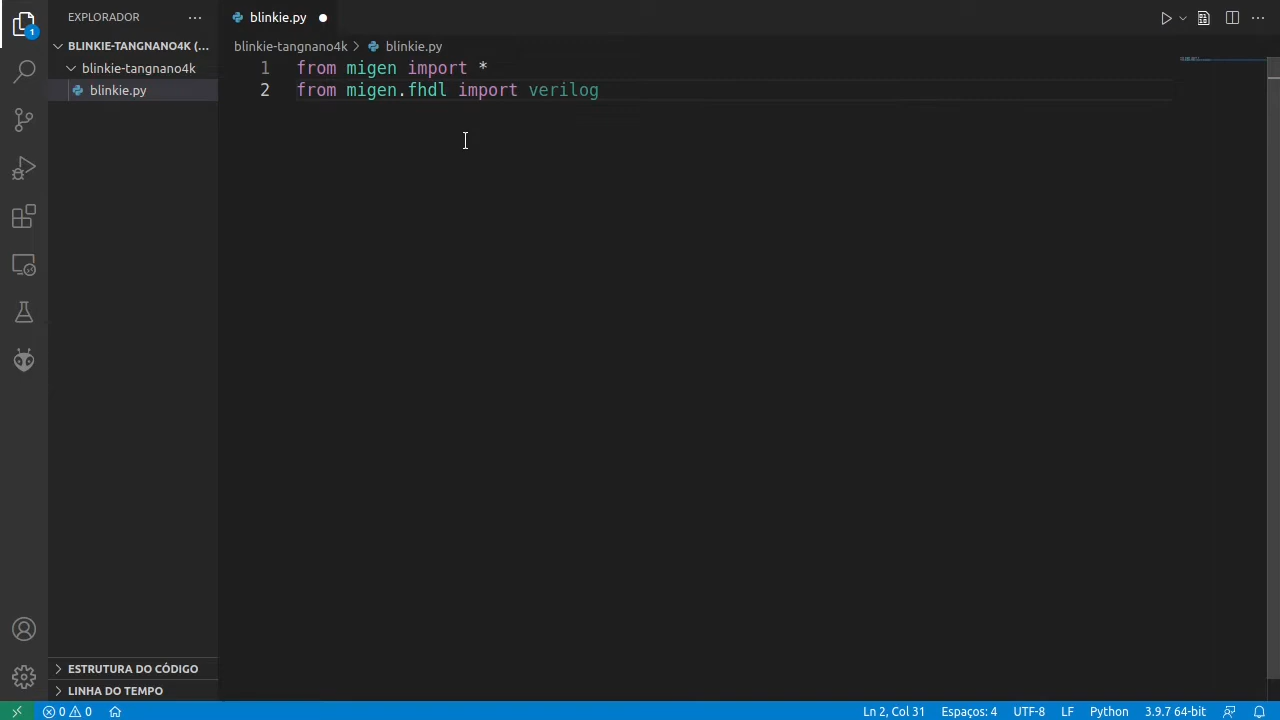 1
EXPLORADOR
BLINKIE-TANGNANO4K (...
blinkie-tangnano4k
blinkie.py
blinkie.py
blinkie-tangnano4k > blinkie.py
1 from migen import *
2 from migen.fhdl import verilog
ESTRUTURA DO CÓDIGO
LINHA DO TEMPO
0 0
Ln 2, Col 31
Espaços: 4
UTF-8
LF
Python
3.9.7 64-bit